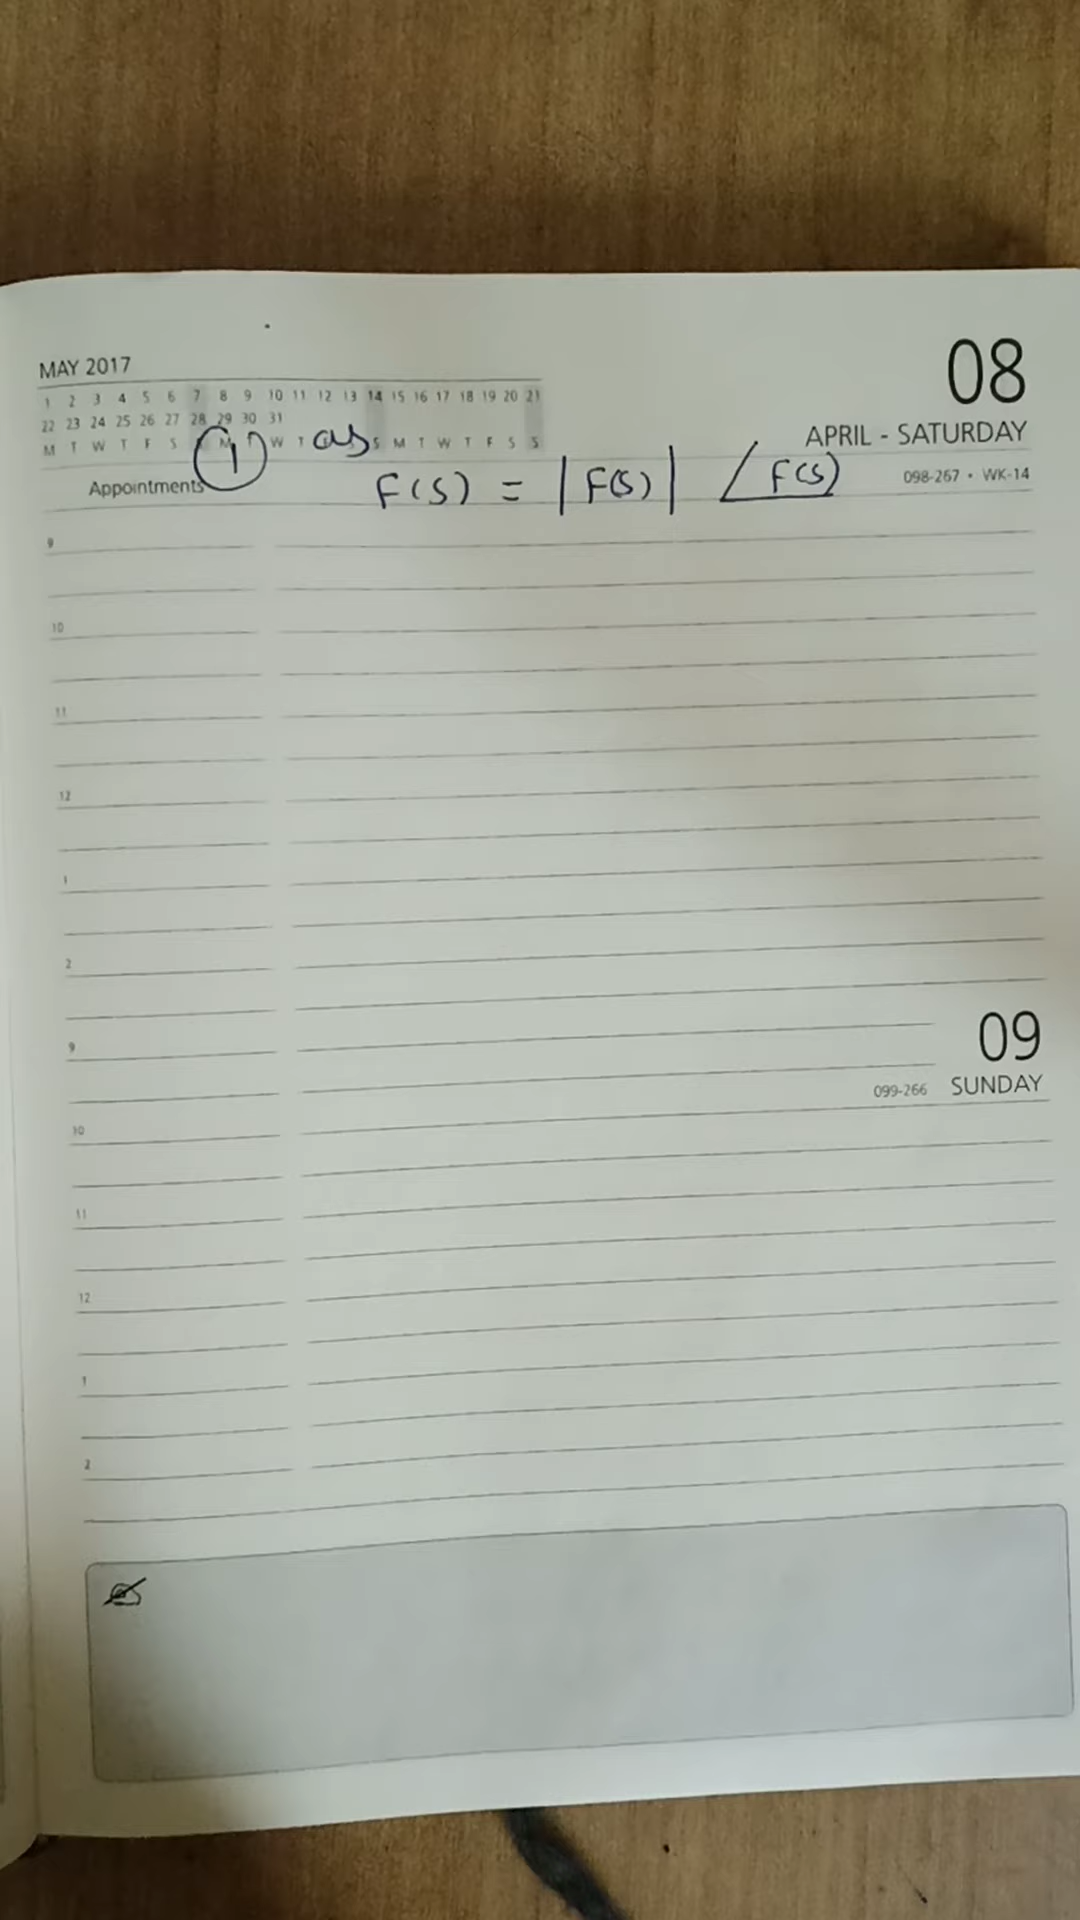 MAY 2017
1 2 3 4 5 6 7 8 9 10 11 12 13 14 15 16 17 18 19 20 21
22 23 24 25 26 27 28 29 30 31
M T W T F S S M T W T F S S M T W T F S S
08
APRIL - SATURDAY
098-267 • WK-14
Appointments
1 as
F(S) = |F(S)| ∠F(S)
9
10
11
12
1
2
09
099-266 SUNDAY
9
10
11
12
1
2